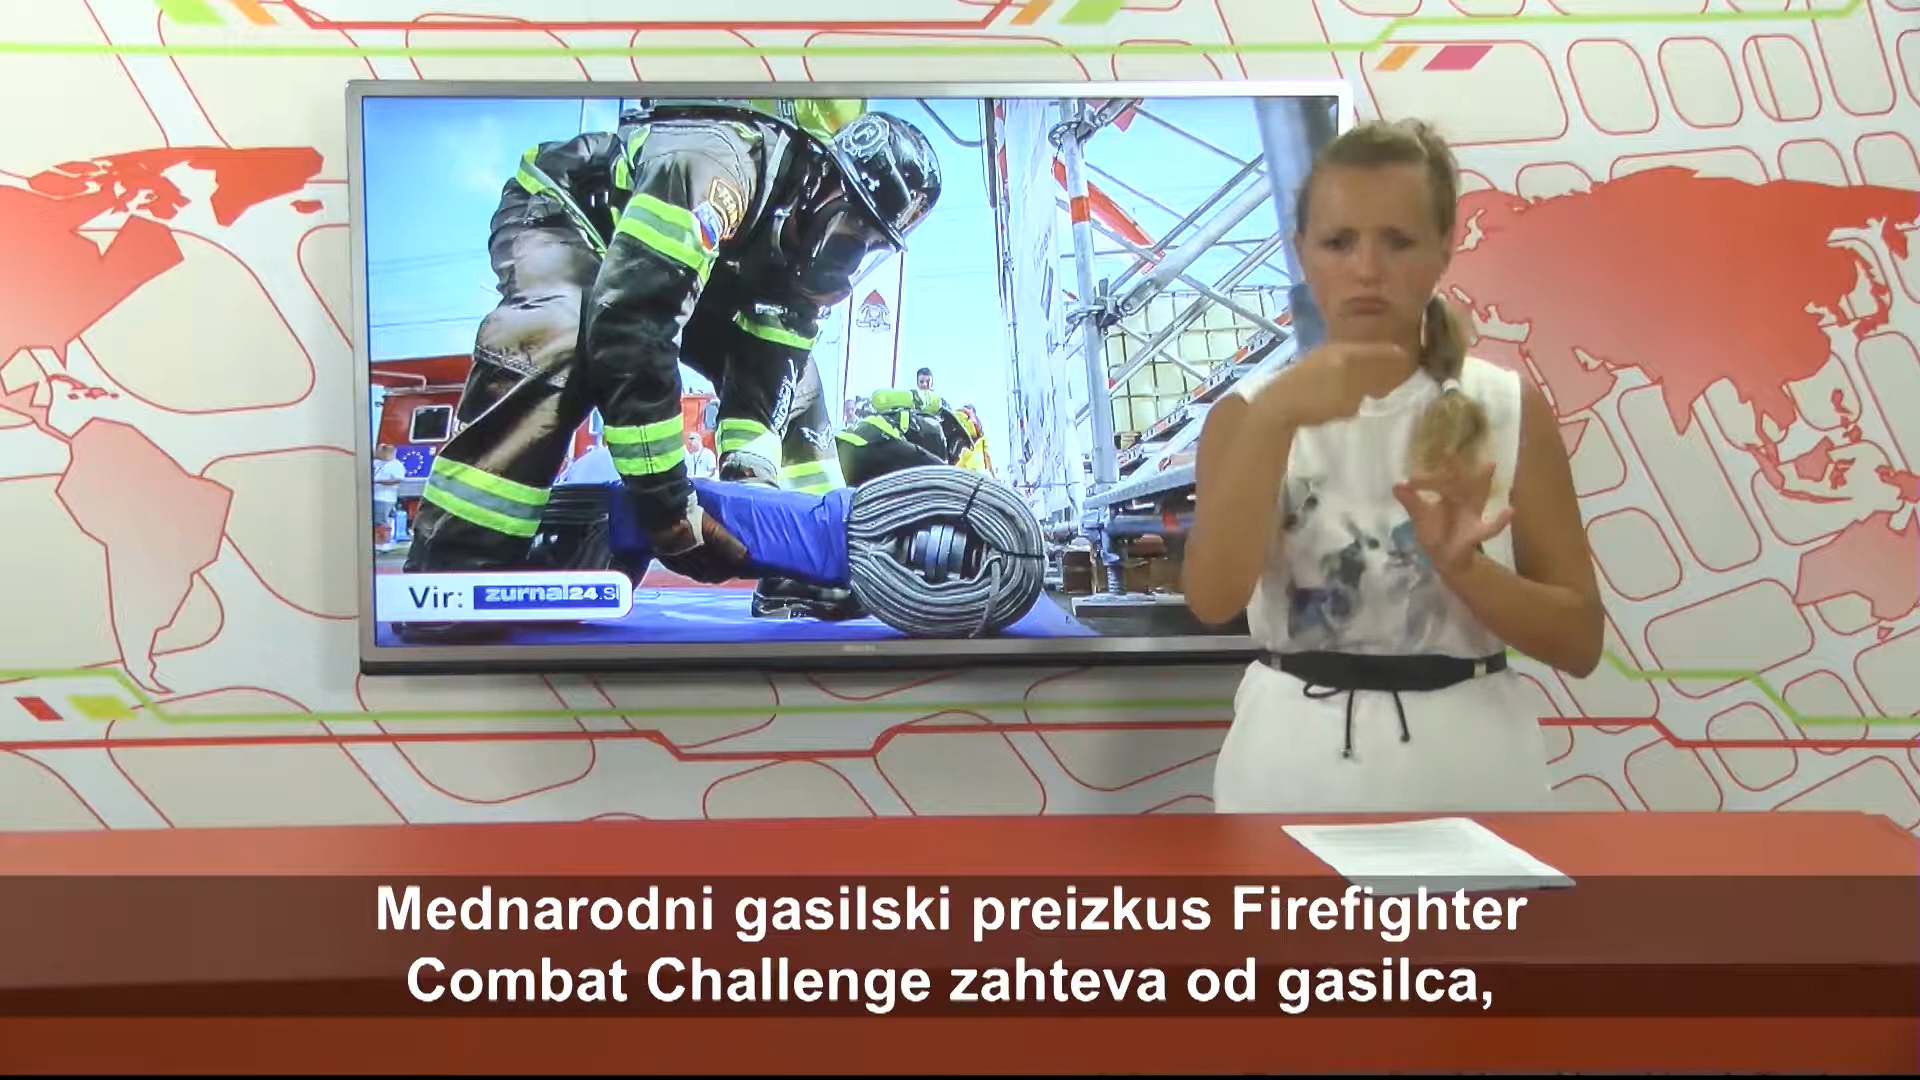 Vir: zurnal24.si
Mednarodni gasilski preizkus Firefighter
Combat Challenge zahteva od gasilca,